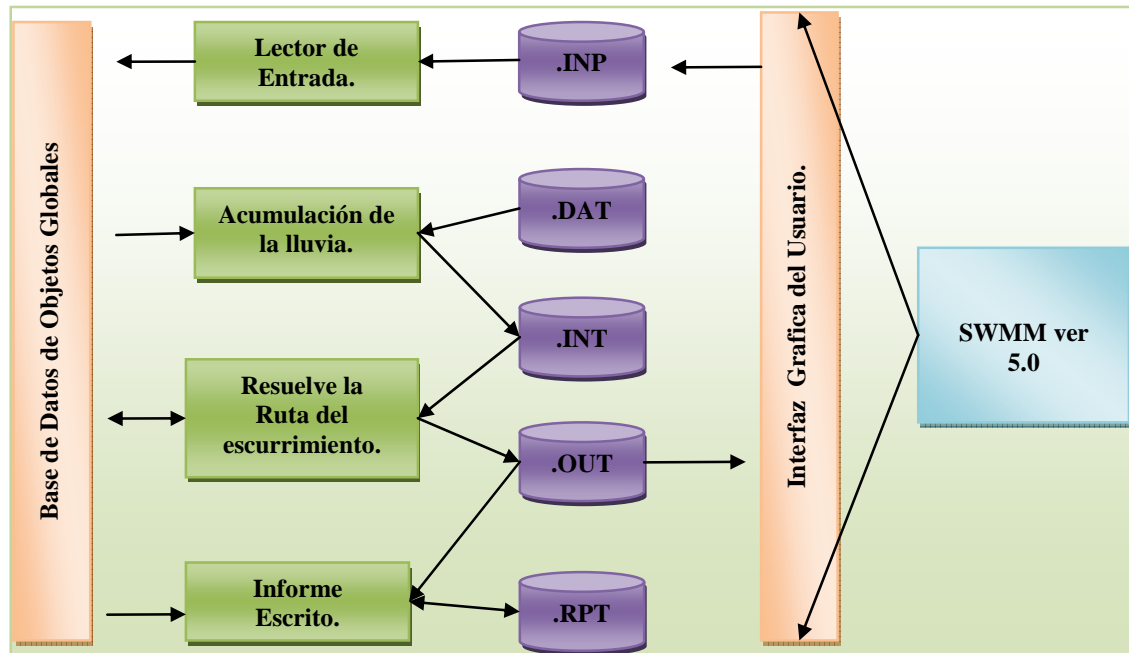 Base de Datos de Objetos Globales
Lector de
Entrada.
.INP
Acumulación de
la lluvia.
.DAT
.INT
Resuelve la
Ruta del
escurrimiento.
.OUT
Informe
Escrito.
.RPT
Interfaz Grafica del Usuario.
SWMM ver
5.0